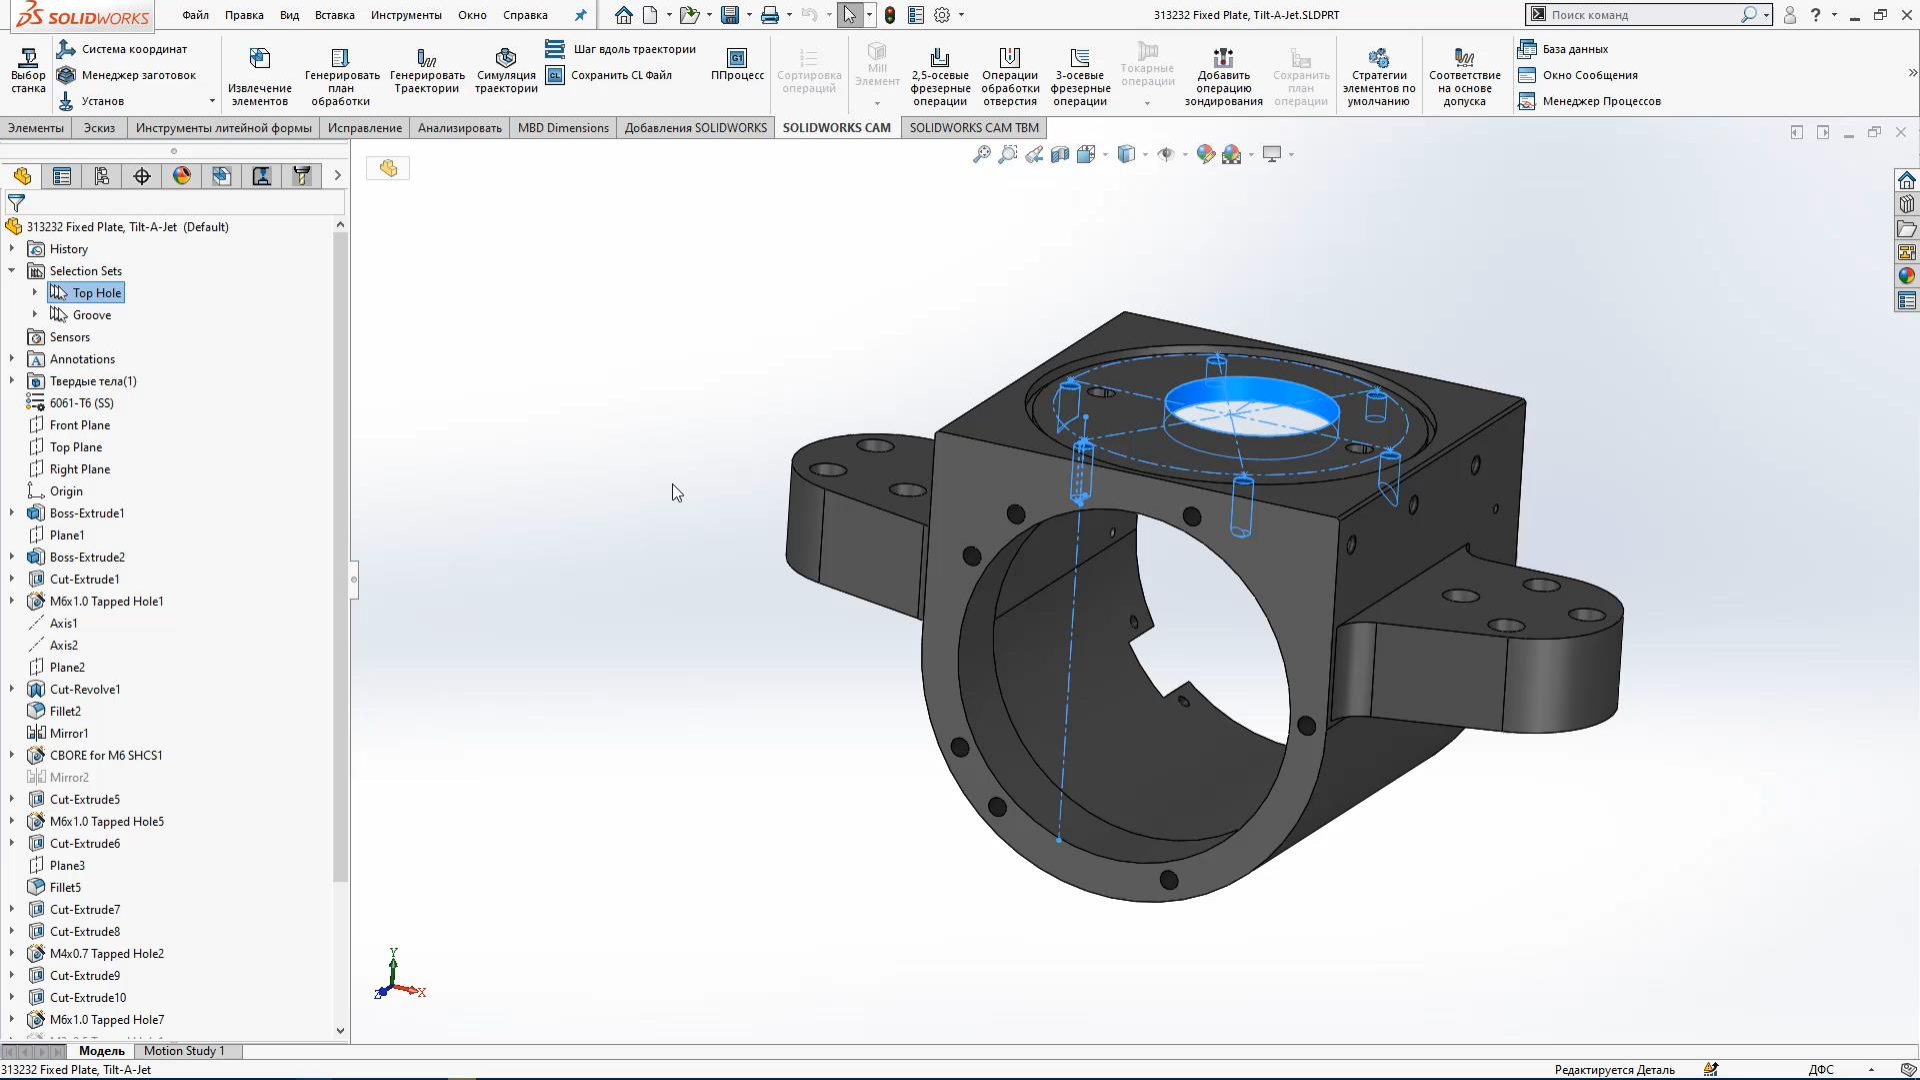 SOLIDWORKS
Файл Правка Вид Вставка Инструменты Окно Справка
313232 Fixed Plate, Tilt-A-Jet.SLDPRT
Поиск команд
Выбор станка
Система координат
Менеджер заготовок
Установ
Извлечение элементов
Генерировать план обработки
Генерировать Траектории
Симуляция траектории
Шаг вдоль траектории
Сохранить CL Файл
G1
CL
ППроцесс
Сортировка операций
Mill Элемент
2,5-осевые фрезерные операции
Операции обработки отверстия
3-осевые фрезерные операции
Токарные операции
Добавить операцию зондирования
Сохранить план операции
Стратегии элементов по умолчанию
Соответствие на основе допуска
База данных
Окно Сообщения
Менеджер Процессов
Элементы Эскиз Инструменты литейной формы Исправление Анализировать MBD Dimensions Добавления SOLIDWORKS SOLIDWORKS CAM SOLIDWORKS CAM TBM
313232 Fixed Plate, Tilt-A-Jet (Default)
History
Selection Sets
Top Hole
Groove
Sensors
Annotations
Твердые тела(1)
6061-T6 (SS)
Front Plane
Top Plane
Right Plane
Origin
Boss-Extrude1
Plane1
Boss-Extrude2
Cut-Extrude1
M6x1.0 Tapped Hole1
Axis1
Axis2
Plane2
Cut-Revolve1
Fillet2
Mirror1
CBORE for M6 SHCS1
Mirror2
Cut-Extrude5
M6x1.0 Tapped Hole5
Cut-Extrude6
Plane3
Fillet5
Cut-Extrude7
Cut-Extrude8
M4x0.7 Tapped Hole2
Cut-Extrude9
Cut-Extrude10
M6x1.0 Tapped Hole7
Y
Z
X
Модель Motion Study 1
313232 Fixed Plate, Tilt-A-Jet
Редактируется Деталь ДФС